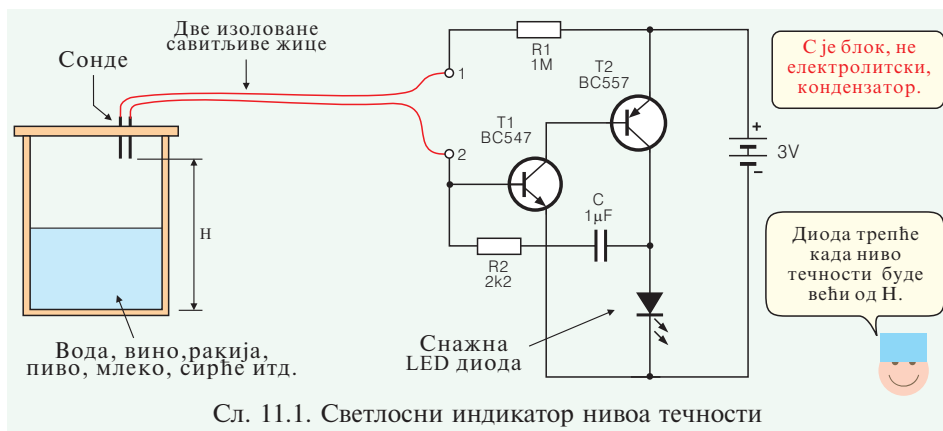 Две изоловане
савитљиве жице
Сонде
1
R1
1M
T2
BC557
С је блок, не
електролитски,
кондензатор.
T1
BC547
2
+
3V
–
H
C
1µF
R2
2k2
Диода трепће
када ниво
течности буде
већи од H.
Снажна
LED диода
Вода, вино,ракија,
пиво, млеко, сирће итд.
Сл. 11.1. Светлосни индикатор нивоа течности